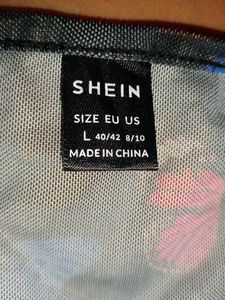 SHEIN
SIZE EU US
L 40/42 8/10
MADE IN CHINA